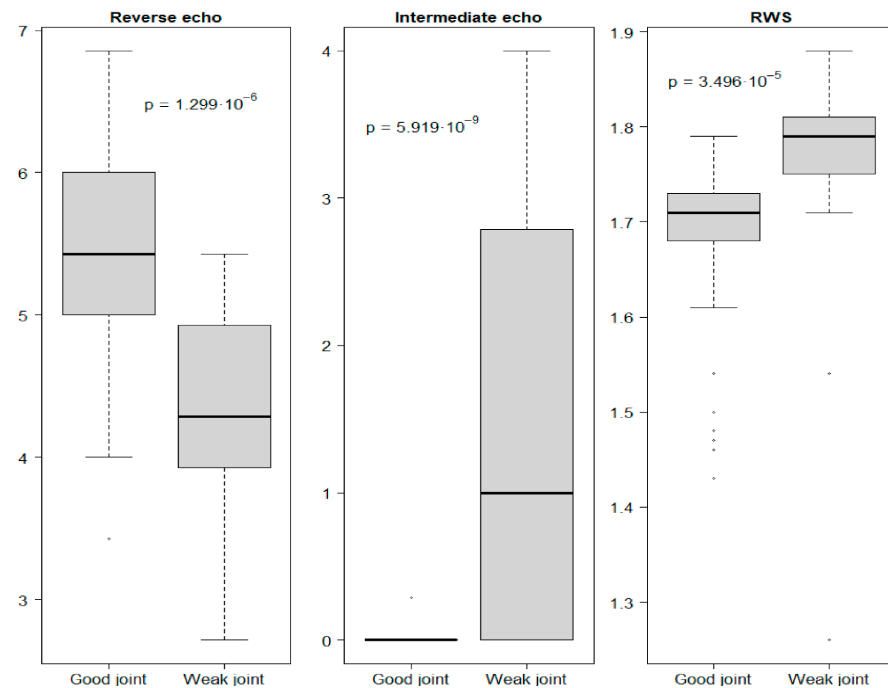 Reverse echo
7
6
5
4
3
p = 1.299·10−6
Good joint
Weak joint
Intermediate echo
4
3
2
1
0
p = 5.919·10−9
Good joint
Weak joint
RWS
1.9
1.8
1.7
1.6
1.5
1.4
1.3
p = 3.496·10−5
Good joint
Weak joint